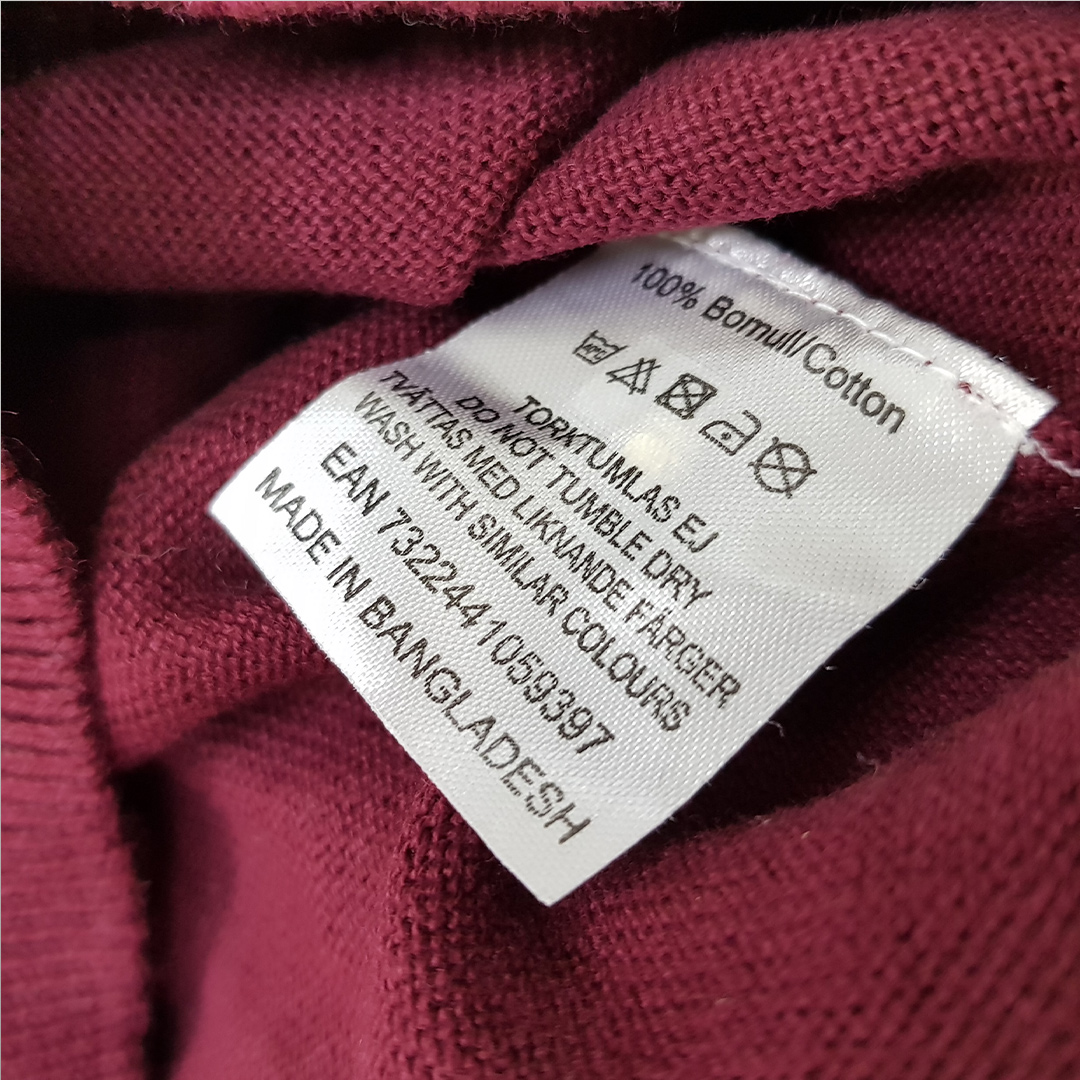 100% Bomull/Cotton
TORKTUMLAS EJ
DO NOT TUMBLE DRY
TVÄTTAS MED LIKNANDE FÄRGER
WASH WITH SIMILAR COLOURS
EAN 7322441059397
MADE IN BANGLADESH